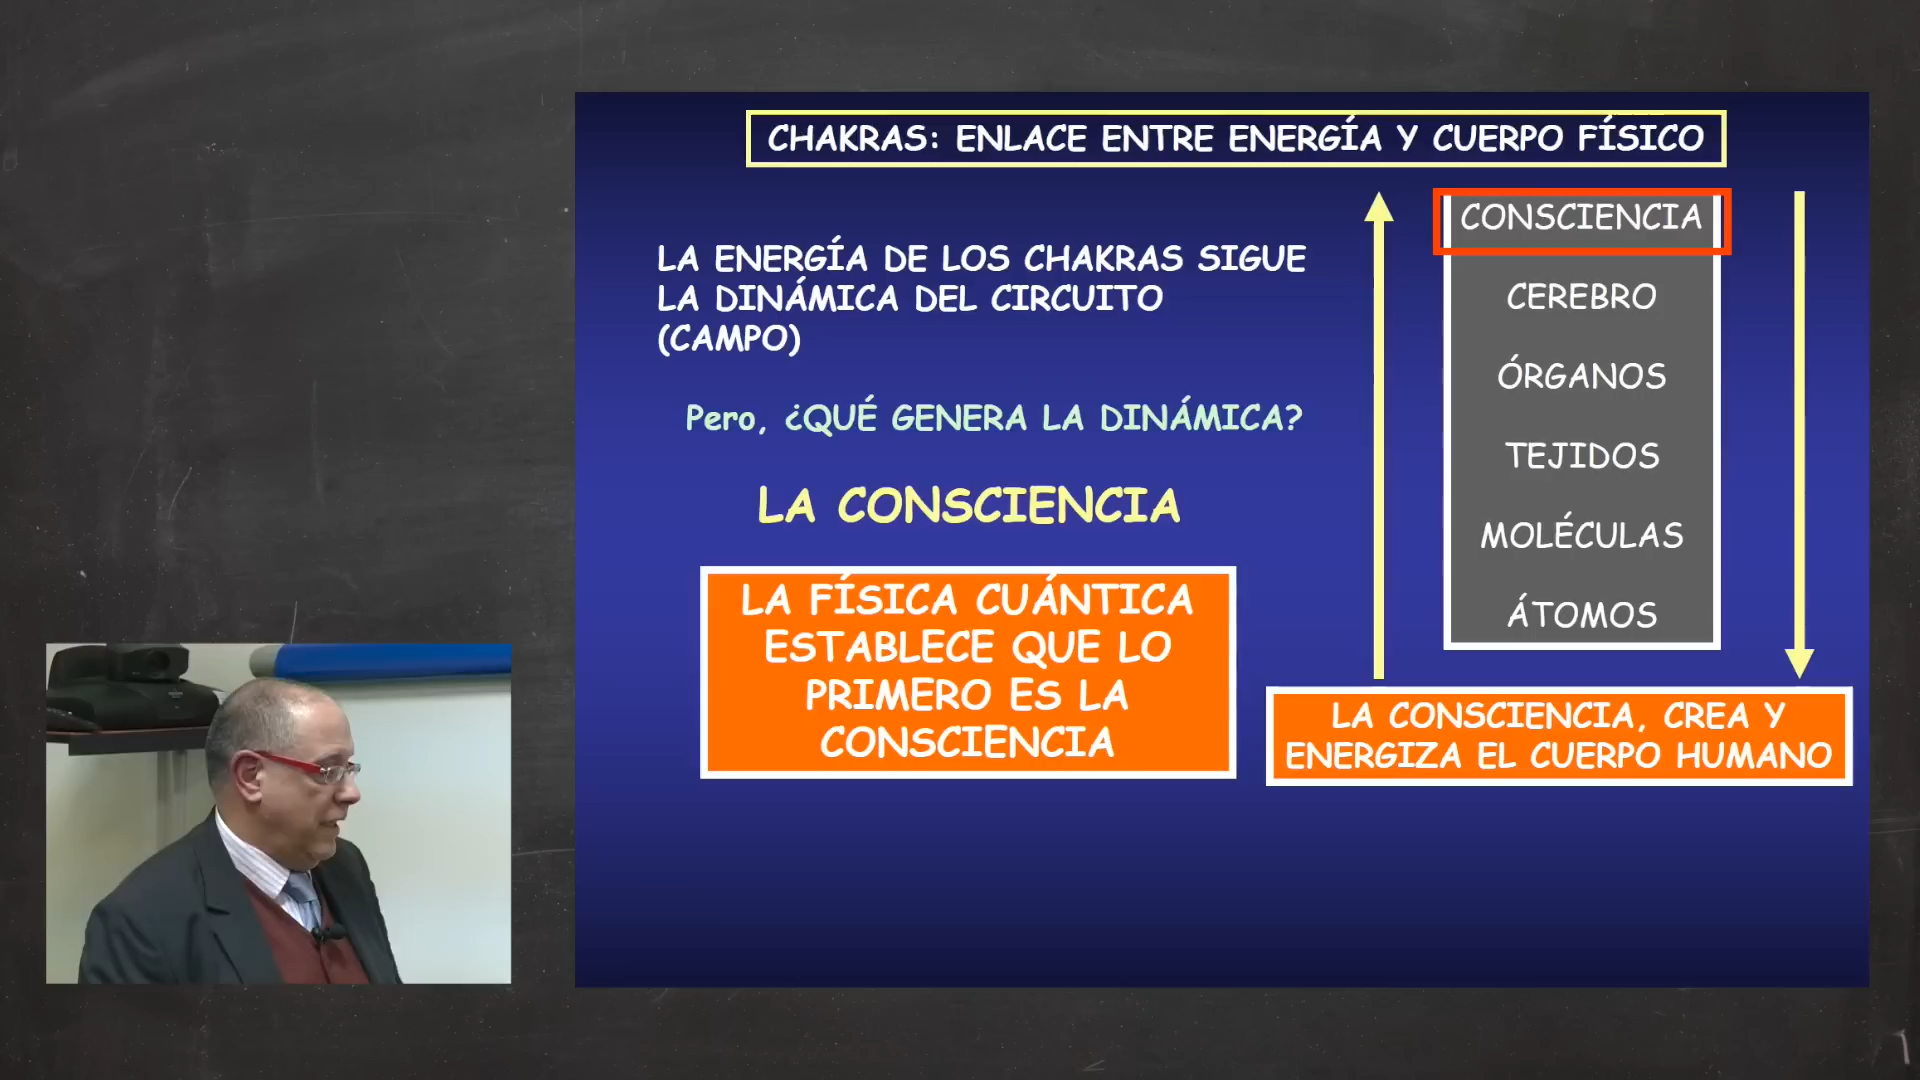 CHAKRAS: ENLACE ENTRE ENERGÍA Y CUERPO FÍSICO
LA ENERGÍA DE LOS CHAKRAS SIGUE
LA DINÁMICA DEL CIRCUITO
(CAMPO)
Pero, ¿QUÉ GENERA LA DINÁMICA?
LA CONSCIENCIA
LA FÍSICA CUÁNTICA
ESTABLECE QUE LO
PRIMERO ES LA
CONSCIENCIA
CONSCIENCIA
CEREBRO
ÓRGANOS
TEJIDOS
MOLÉCULAS
ÁTOMOS
LA CONSCIENCIA, CREA Y
ENERGIZA EL CUERPO HUMANO